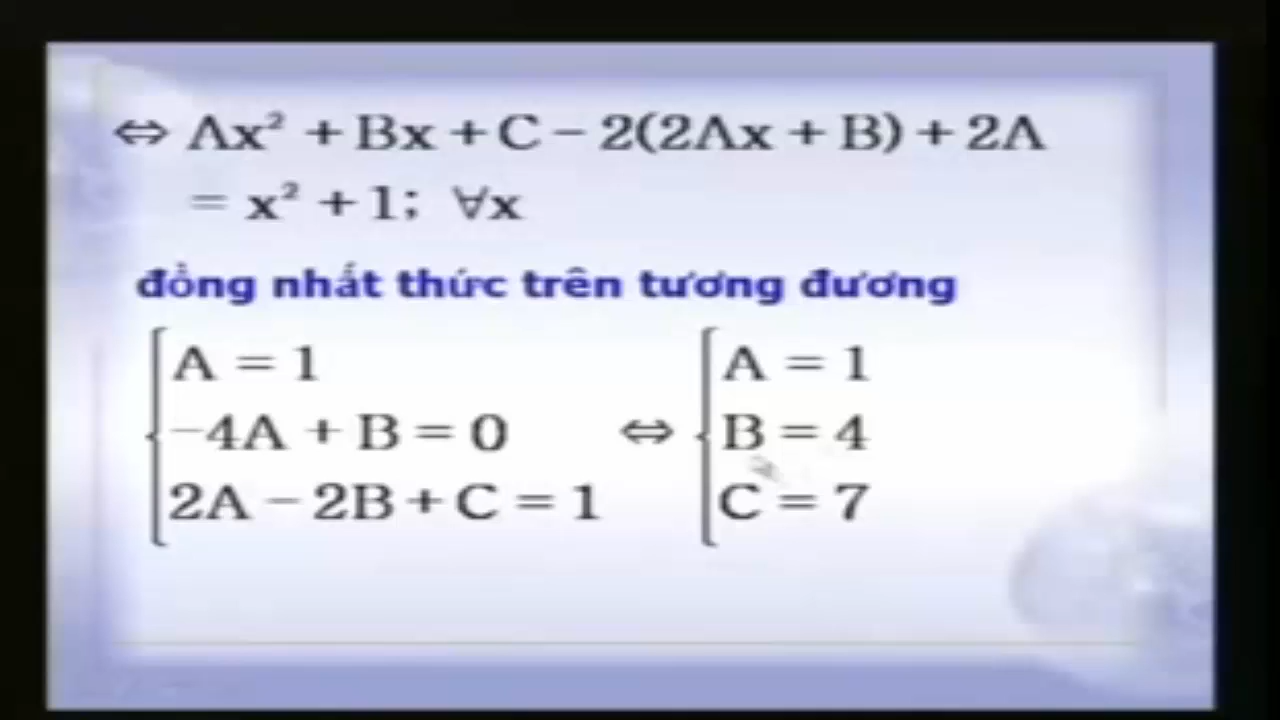 ⇔ Ax² + Bx + C − 2(2Ax + B) + 2A
= x² + 1; ∀x
đồng nhất thức trên tương đương
{ A = 1
−4A + B = 0 ⇔ { B = 4
2A − 2B + C = 1
A = 1
C = 7